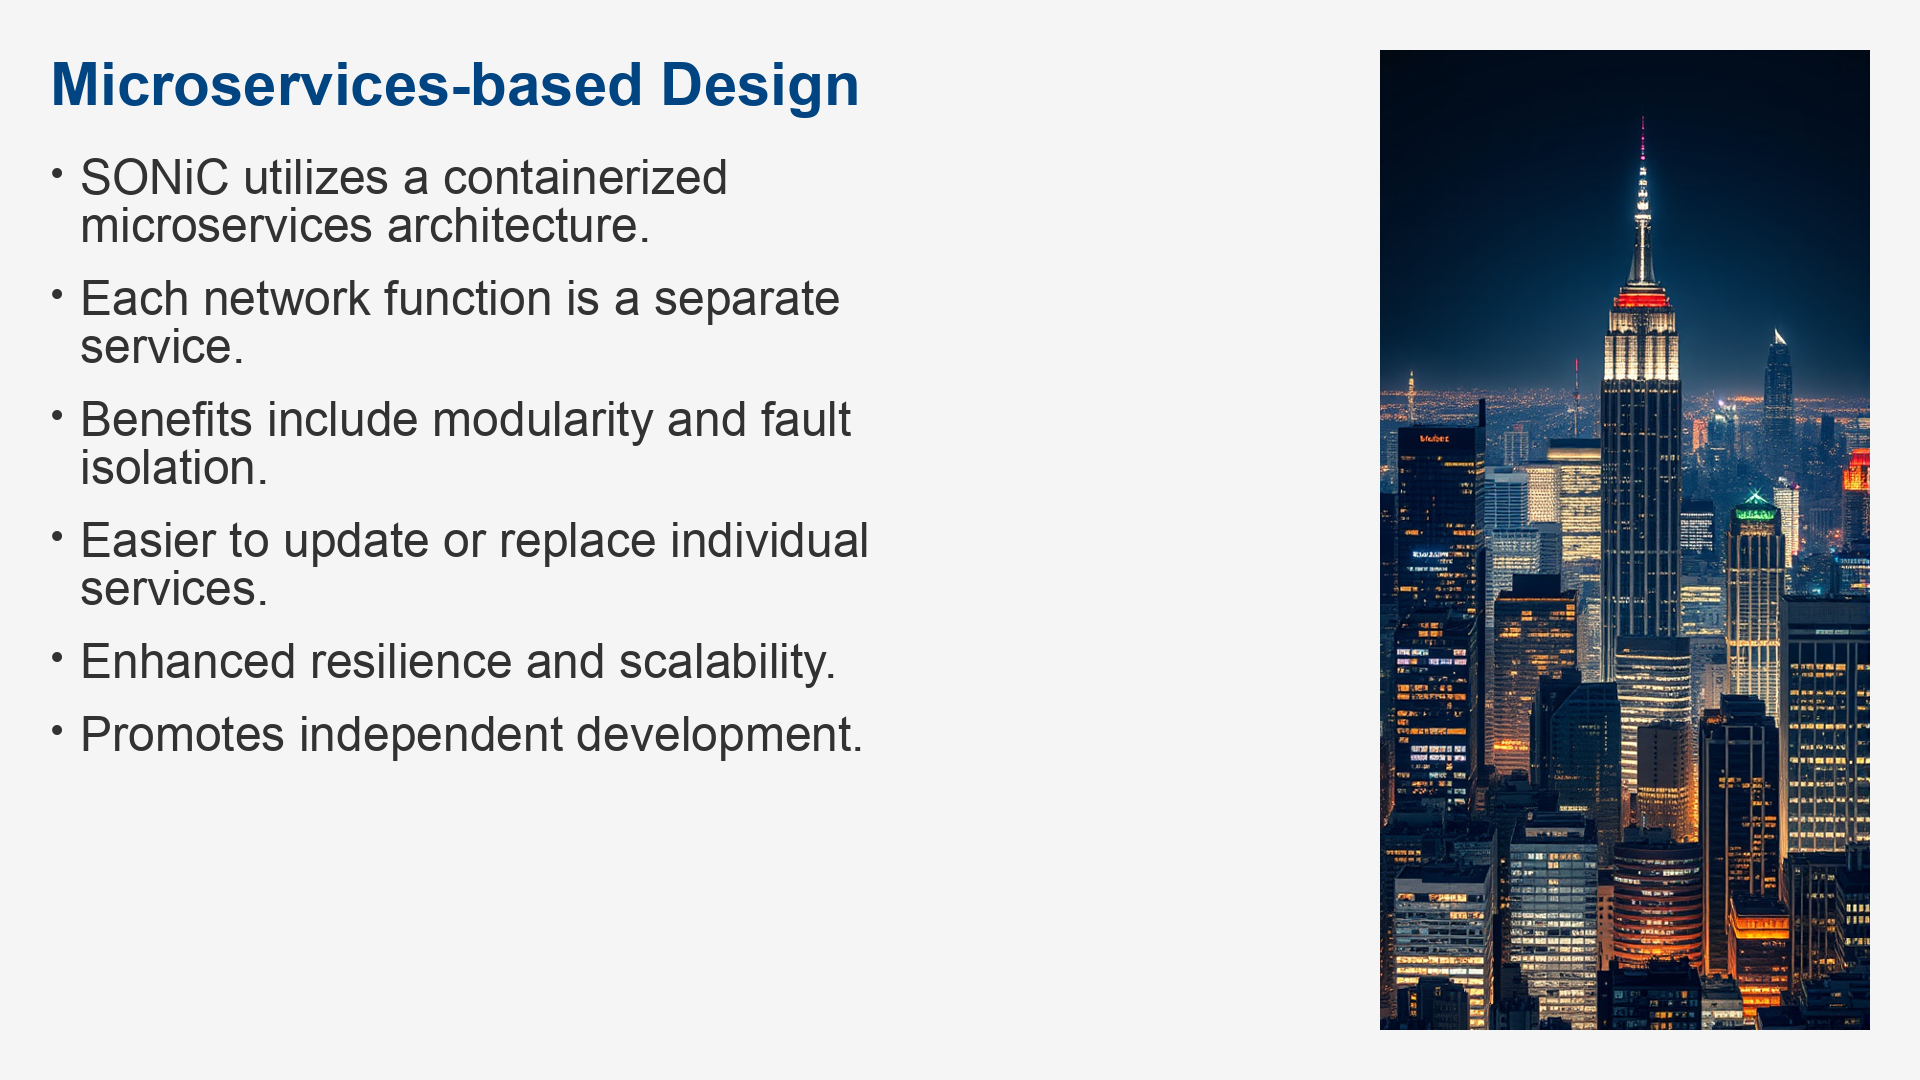 Microservices-based Design
• SONiC utilizes a containerized
microservices architecture.
• Each network function is a separate
service.
• Benefits include modularity and fault
isolation.
• Easier to update or replace individual
services.
• Enhanced resilience and scalability.
• Promotes independent development.